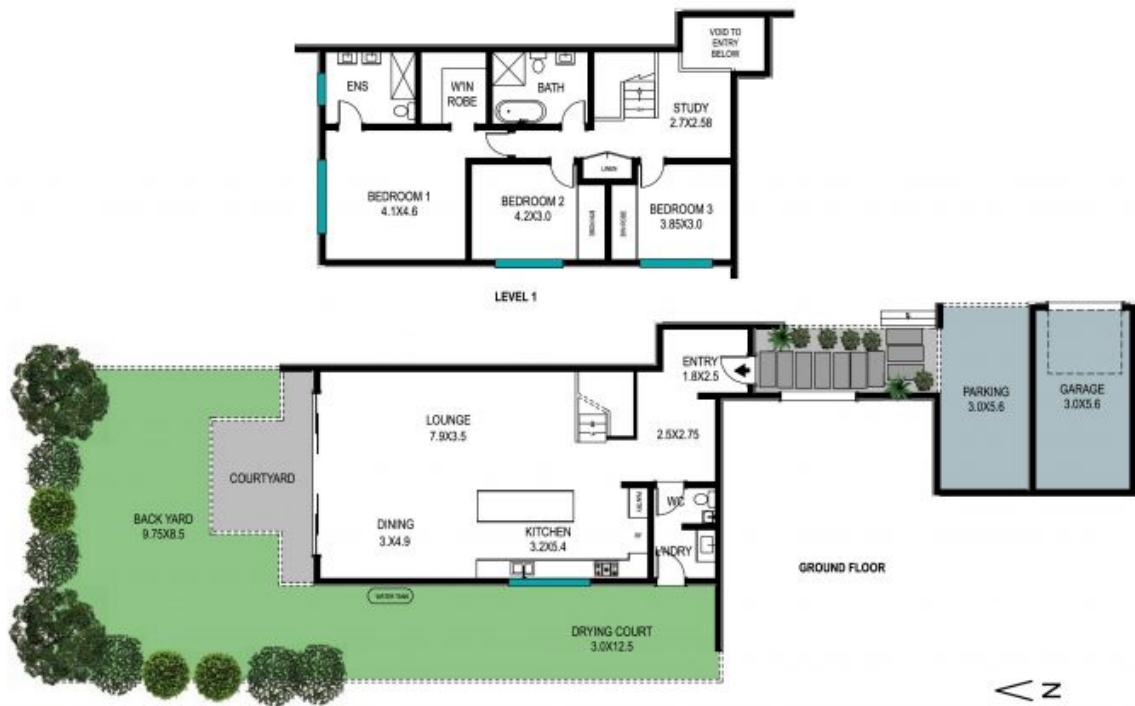 VOID TO
ENTRY
BELOW
ENS
W'IN
ROBE
BATH
STUDY
2.7X2.58
LINEN
BEDROOM 1
4.1X4.6
BEDROOM 2
4.2X3.0
BEDROOM 3
3.85X3.0
LEVEL 1
ENTRY
1.8X2.5
PARKING
3.0X5.6
GARAGE
3.0X5.6
LOUNGE
7.9X3.5
2.5X2.75
COURTYARD
BACK YARD
9.75X8.5
DINING
3.X4.9
KITCHEN
3.2X5.4
PANTRY
WC
L'NDRY
GROUND FLOOR
WATER TANK
DRYING COURT
3.0X12.5
N